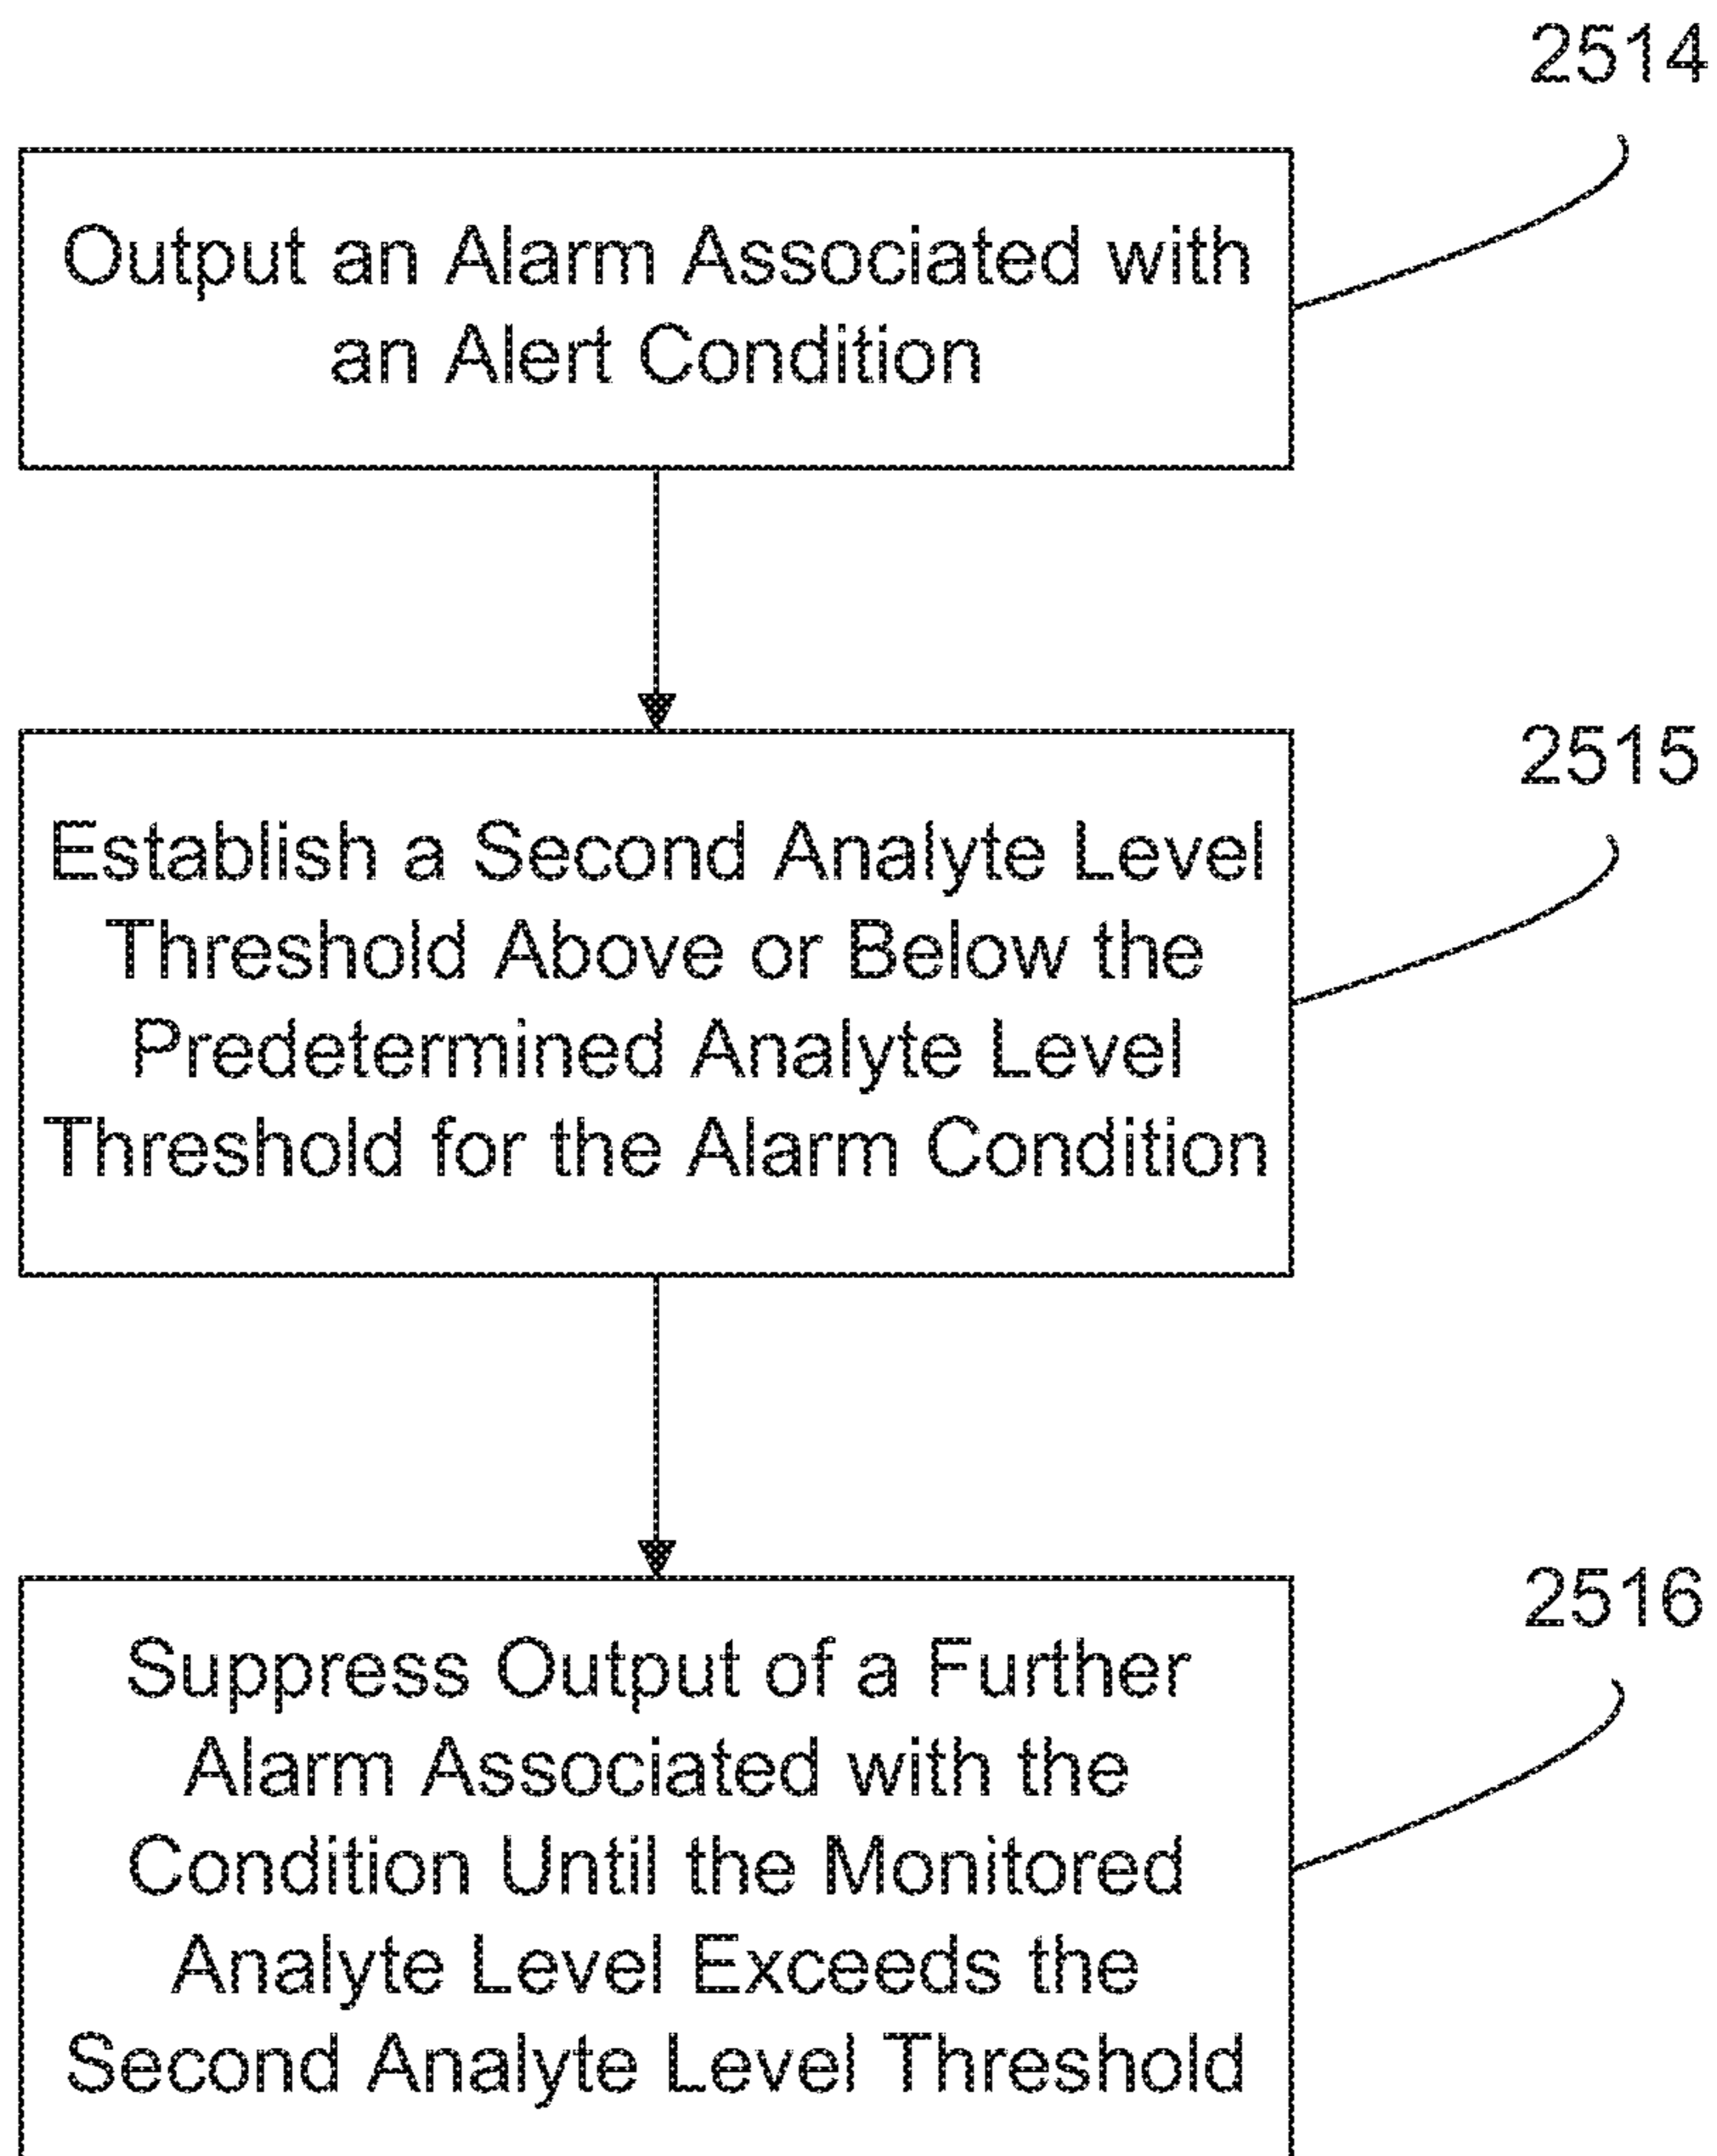 2514
Output an Alarm Associated with
an Alert Condition
2515
Establish a Second Analyte Level
Threshold Above or Below the
Predetermined Analyte Level
Threshold for the Alarm Condition
2516
Suppress Output of a Further
Alarm Associated with the
Condition Until the Monitored
Analyte Level Exceeds the
Second Analyte Level Threshold